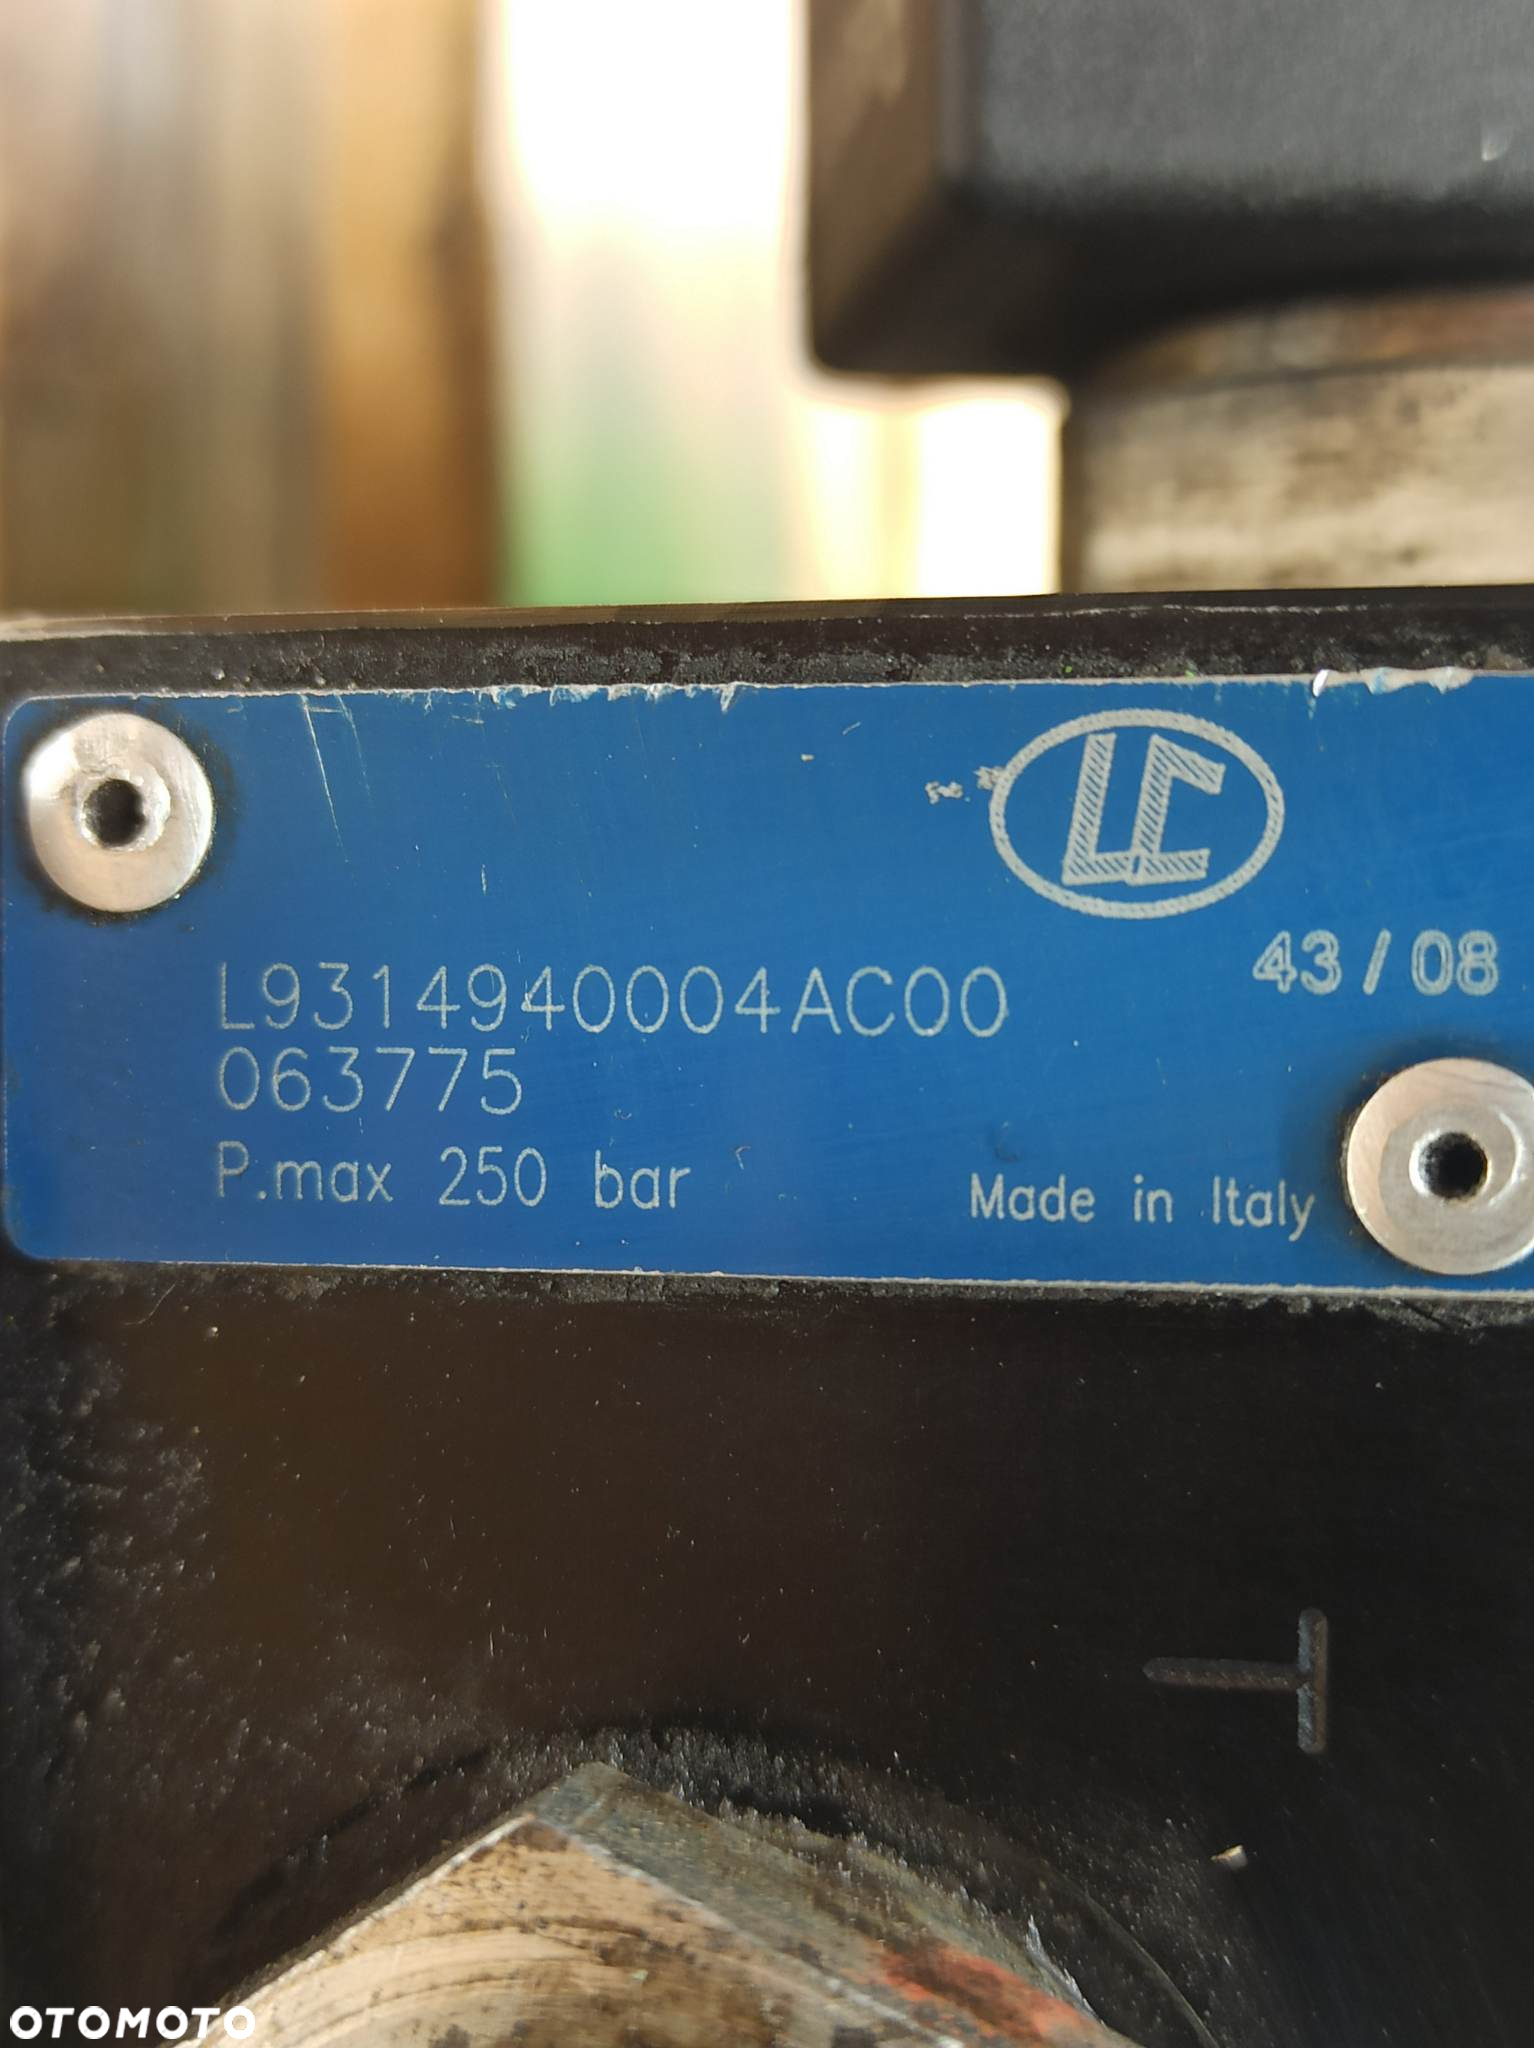 LC
43/08
L9314940004AC00
063775
P.max 250 bar
Made in Italy
T
OTOMOTO